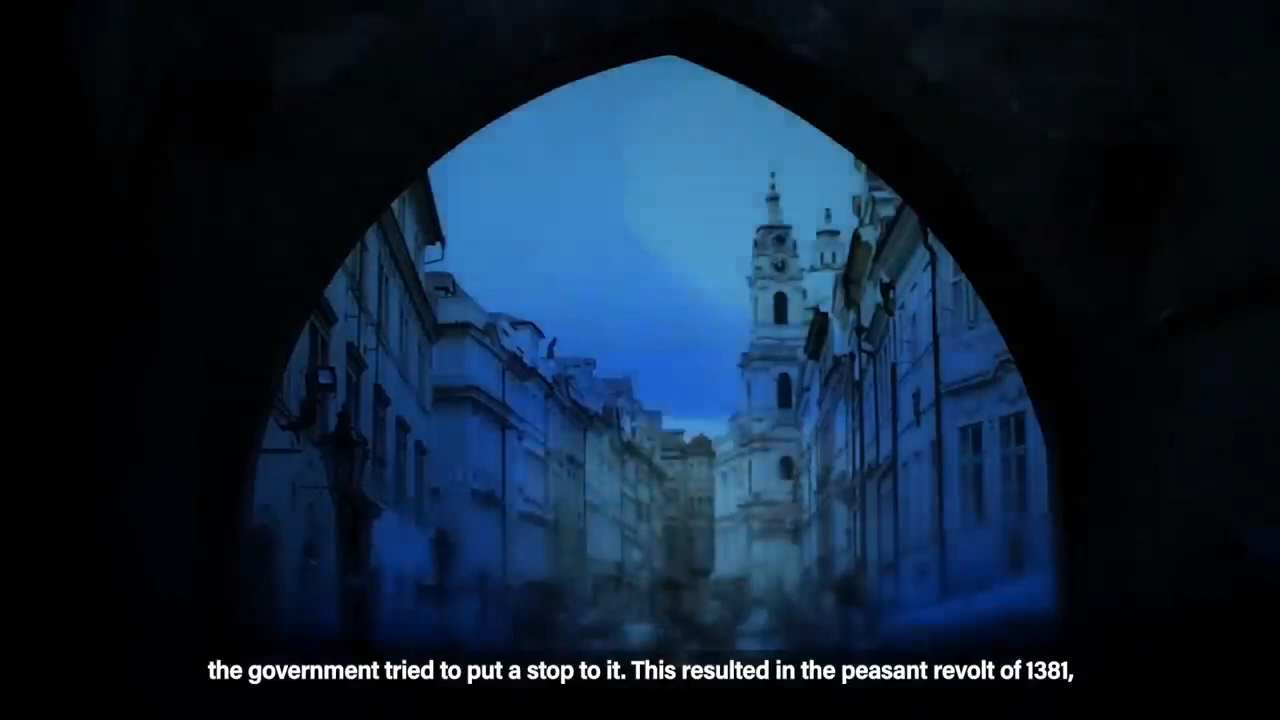 the government tried to put a stop to it. This resulted in the peasant revolt of 1381,